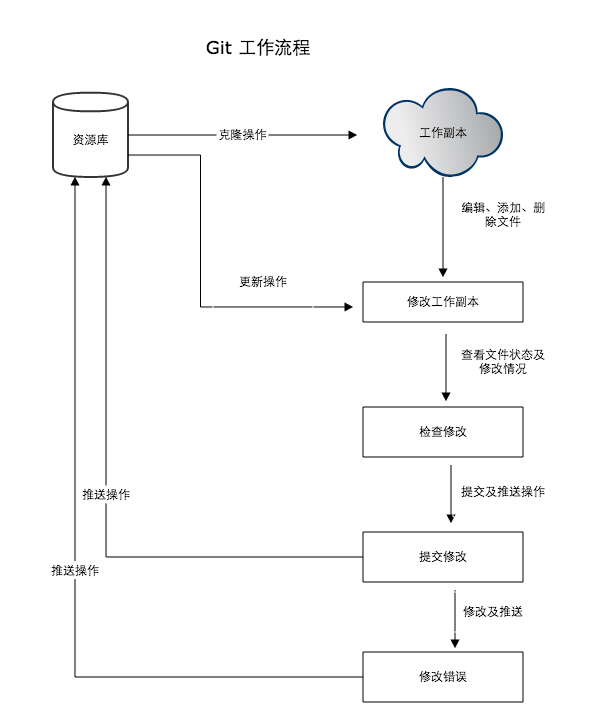 Git 工作流程
资源库
克隆操作
工作副本
编辑、添加、删
除文件
更新操作
修改工作副本
查看文件状态及
修改情况
检查修改
推送操作
提交及推送操作
提交修改
推送操作
修改及推送
修改错误